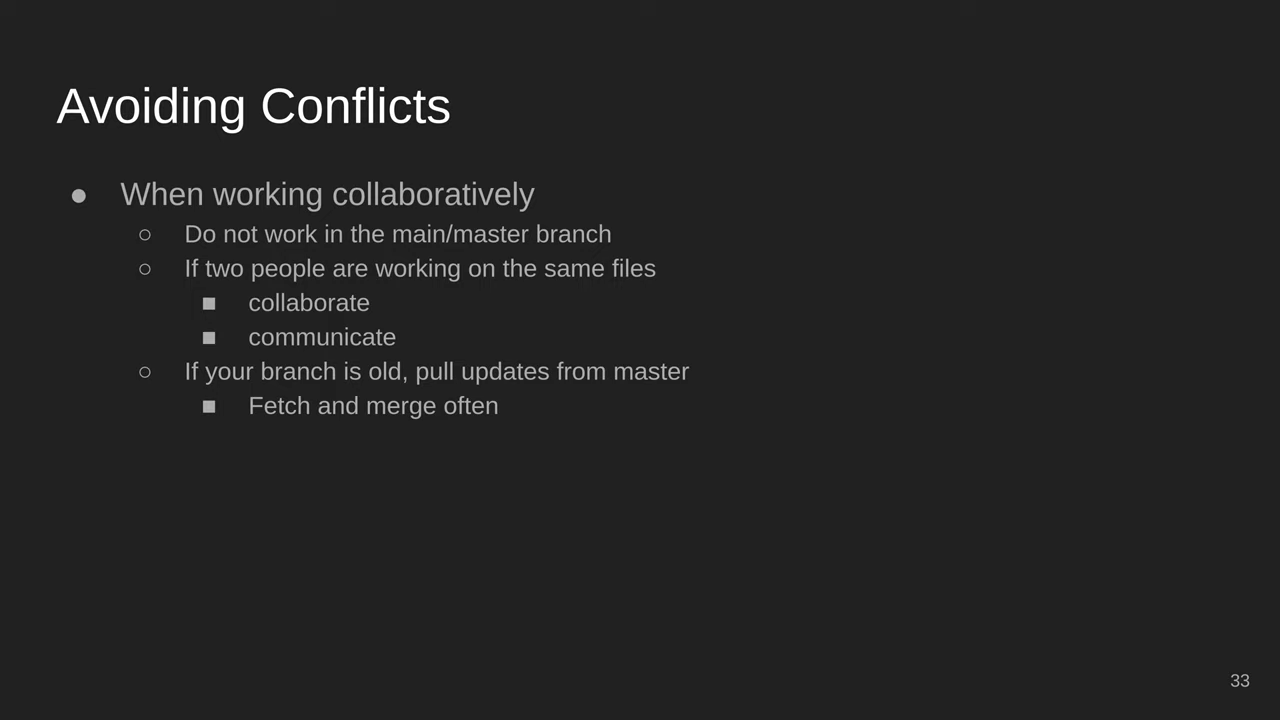 Avoiding Conflicts
● When working collaboratively
○ Do not work in the main/master branch
○ If two people are working on the same files
■ collaborate
■ communicate
○ If your branch is old, pull updates from master
■ Fetch and merge often
33